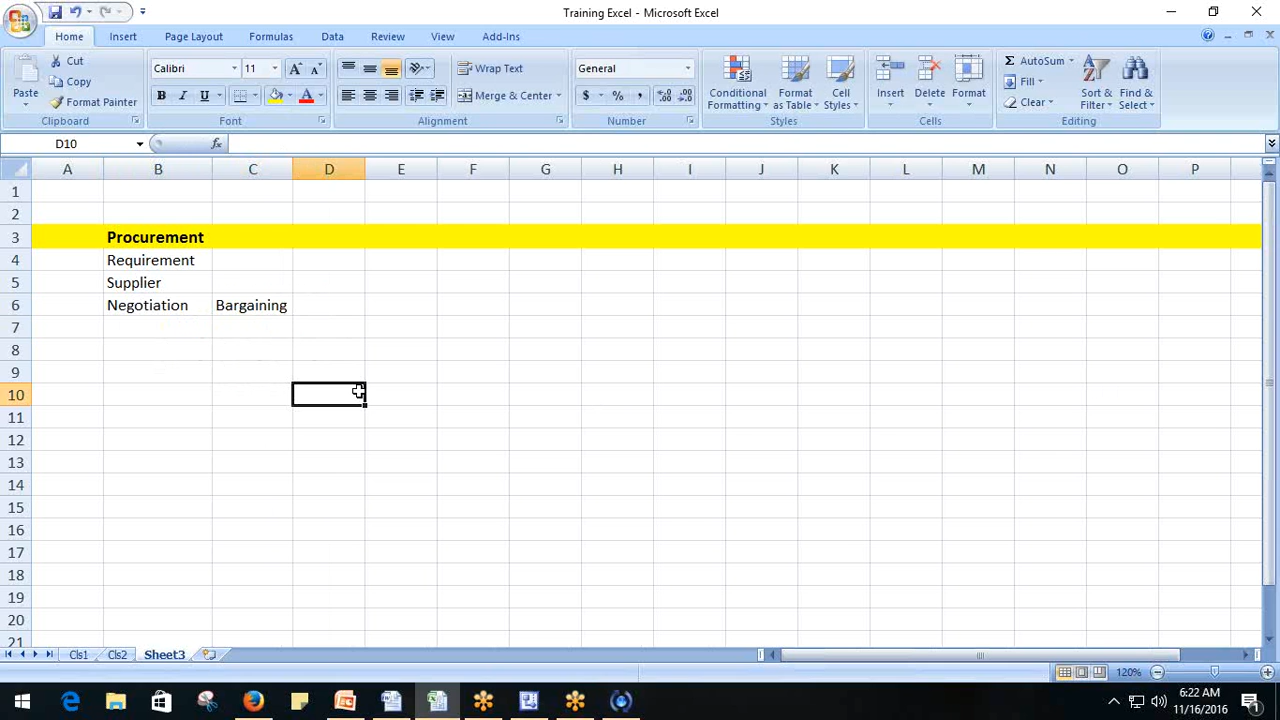 Training Excel - Microsoft Excel
Home Insert Page Layout Formulas Data Review View Add-Ins
Paste
Cut
Copy
Format Painter
Clipboard
Calibri 11
B I U A
Font
Wrap Text
Merge & Center
Alignment
General
$ % ,
Number
Conditional Formatting
Format as Table
Cell Styles
Styles
Insert Delete Format
Cells
AutoSum
Fill
Clear
Sort & Filter
Find & Select
Editing
D10 fx
A B C D E F G H I J K L M N O P
1
2
3 Procurement
4 Requirement
5 Supplier
6 Negotiation Bargaining
7
8
9
10
11
12
13
14
15
16
17
18
19
20
21
Cls1 Cls2 Sheet3
120%
6:22 AM
11/16/2016